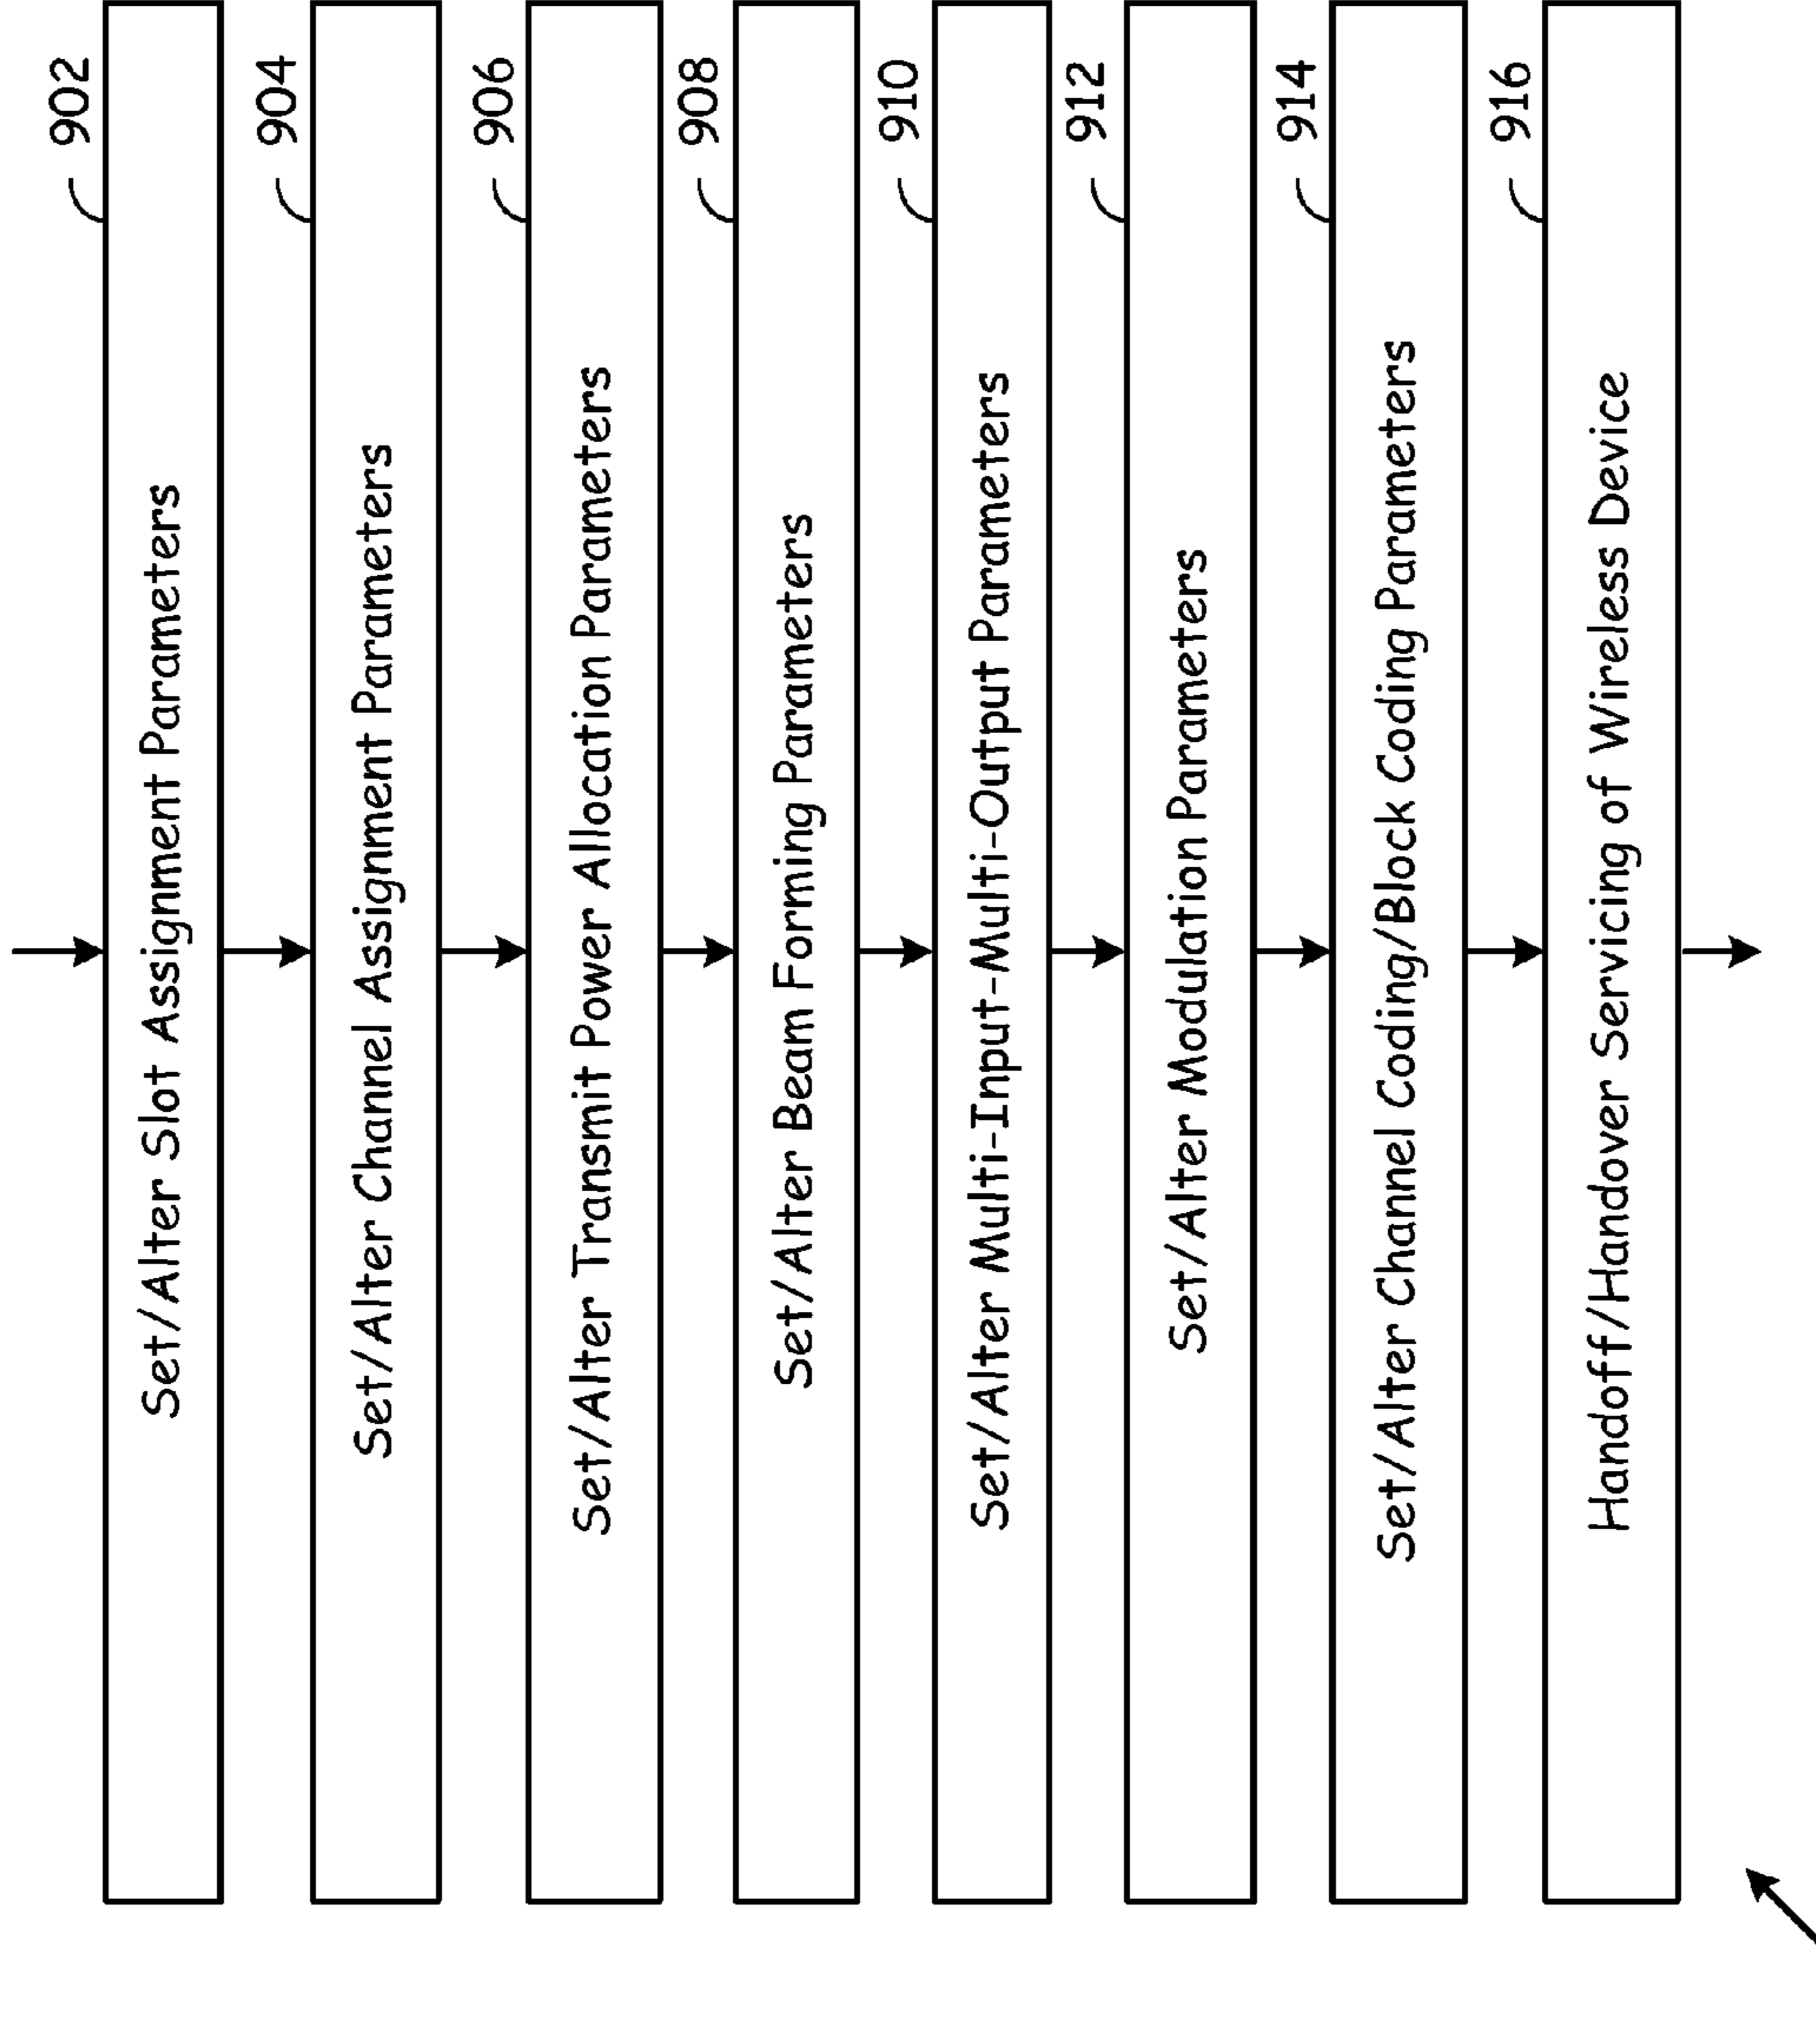 902
Set/Alter Slot Assignment Parameters
904
Set/Alter Channel Assignment Parameters
906
Set/Alter Transmit Power Allocation Parameters
908
Set/Alter Beam Forming Parameters
910
Set/Alter Multi-Input-Multi-Output Parameters
912
Set/Alter Modulation Parameters
914
Set/Alter Channel Coding/Block Coding Parameters
916
Handoff/Handover Servicing of Wireless Device